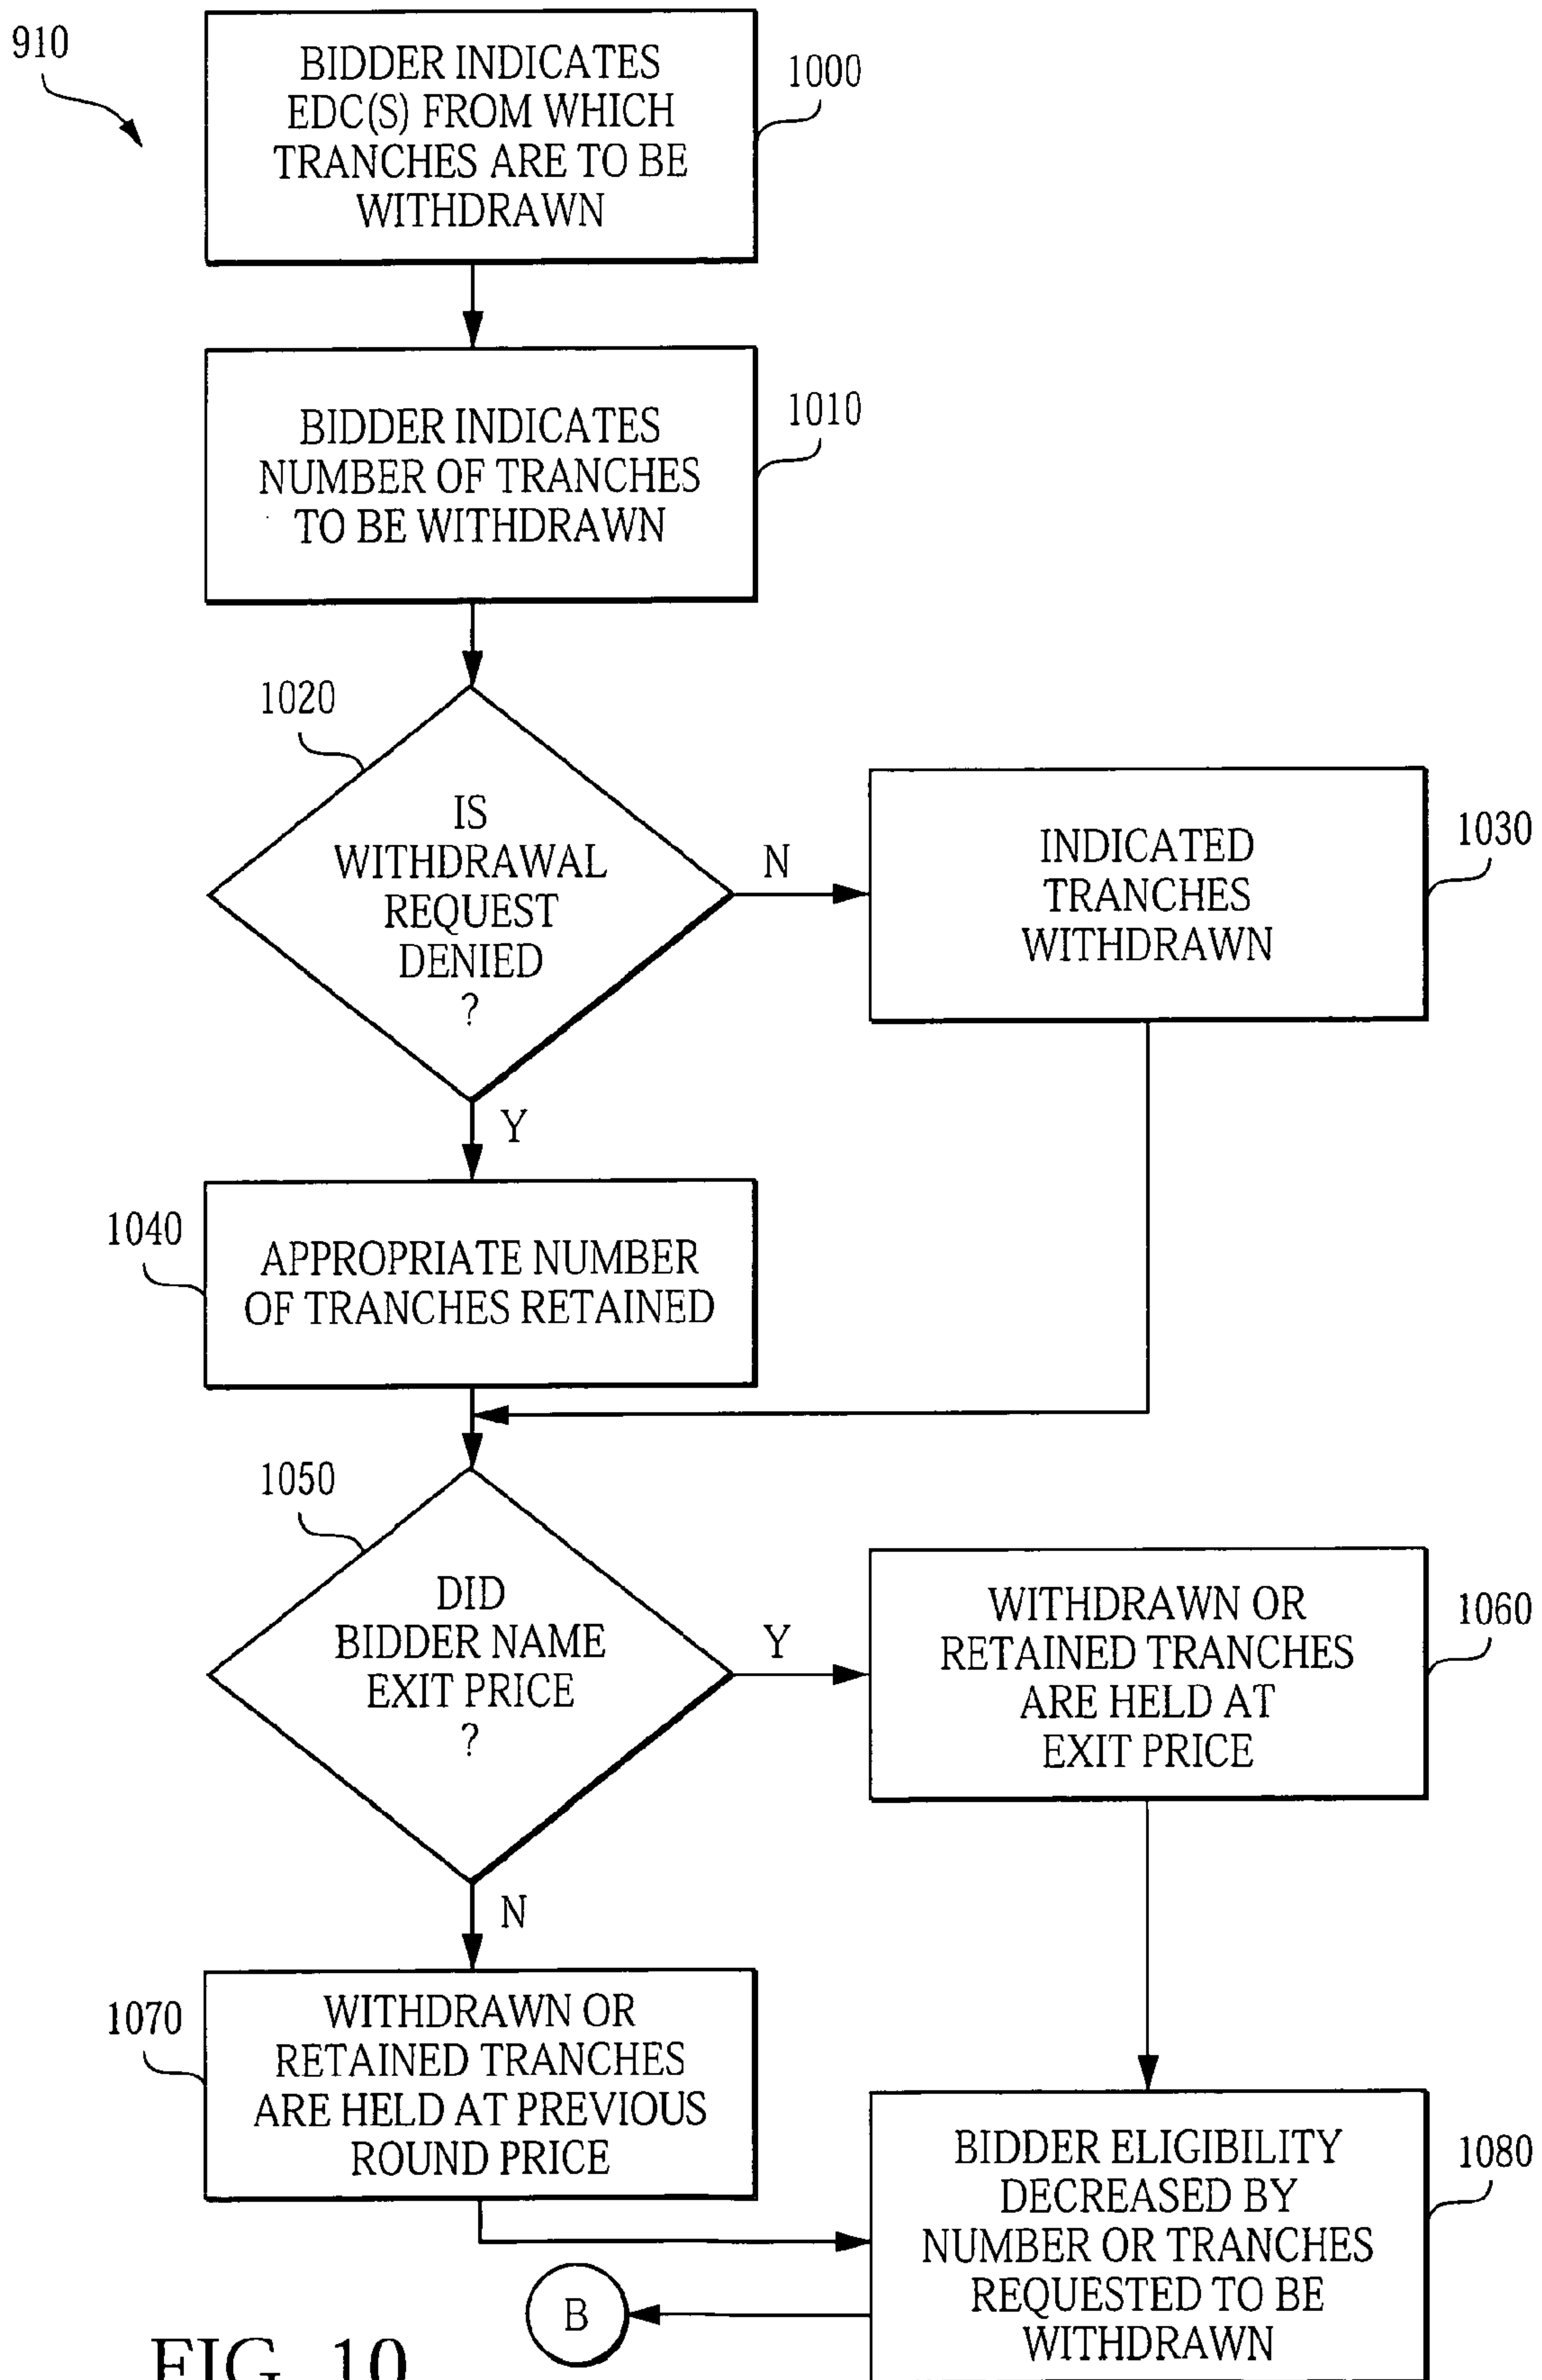 910
BIDDER INDICATES
EDC(S) FROM WHICH
TRANCHES ARE TO BE
WITHDRAWN
1000
BIDDER INDICATES
NUMBER OF TRANCHES
TO BE WITHDRAWN
1010
1020
IS
WITHDRAWAL
REQUEST
DENIED
?
N
INDICATED
TRANCHES
WITHDRAWN
1030
Y
1040
APPROPRIATE NUMBER
OF TRANCHES RETAINED
1050
DID
BIDDER NAME
EXIT PRICE
?
Y
WITHDRAWN OR
RETAINED TRANCHES
ARE HELD AT
EXIT PRICE
1060
N
1070
WITHDRAWN OR
RETAINED TRANCHES
ARE HELD AT PREVIOUS
ROUND PRICE
BIDDER ELIGIBILITY
DECREASED BY
NUMBER OR TRANCHES
REQUESTED TO BE
WITHDRAWN
1080
B
FIG. 10